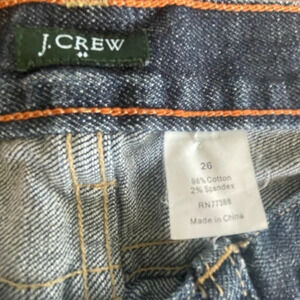 J.CREW
26
98% Cotton
2% Spandex
RN77388
Made in China